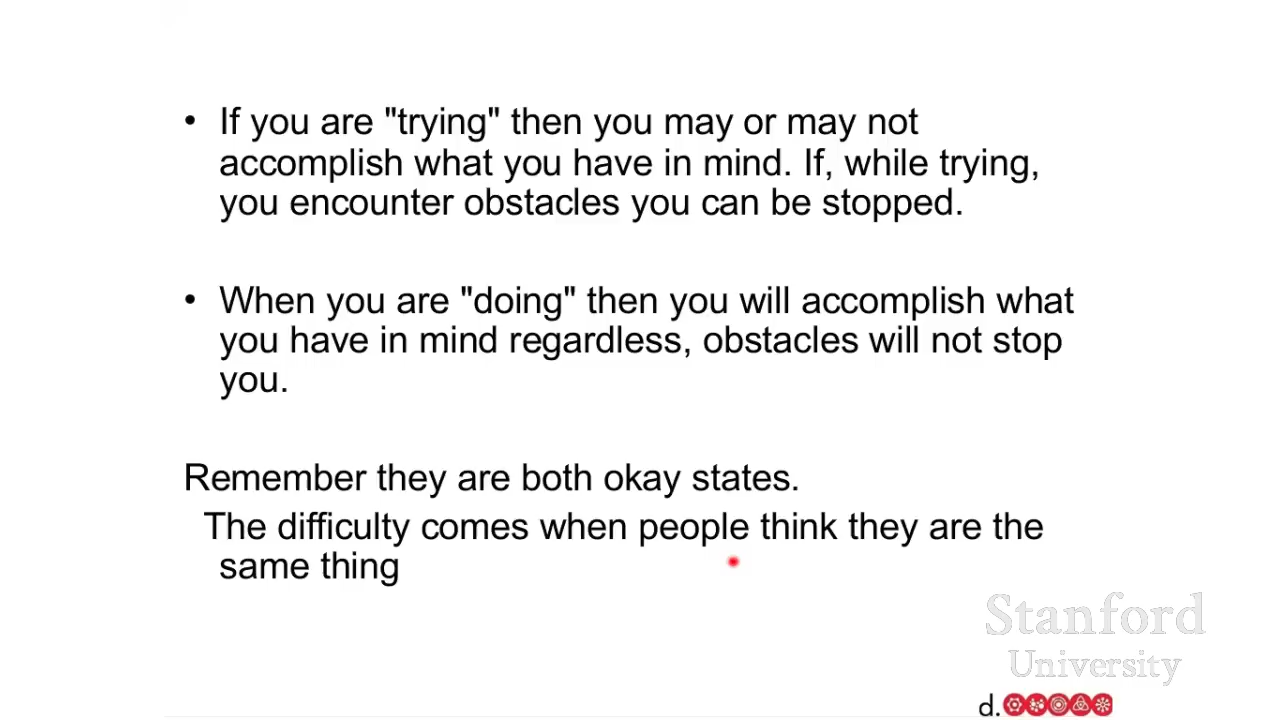 • If you are "trying" then you may or may not
accomplish what you have in mind. If, while trying,
you encounter obstacles you can be stopped.
• When you are "doing" then you will accomplish what
you have in mind regardless, obstacles will not stop
you.
Remember they are both okay states.
The difficulty comes when people think they are the
same thing
Stanford
University
d.